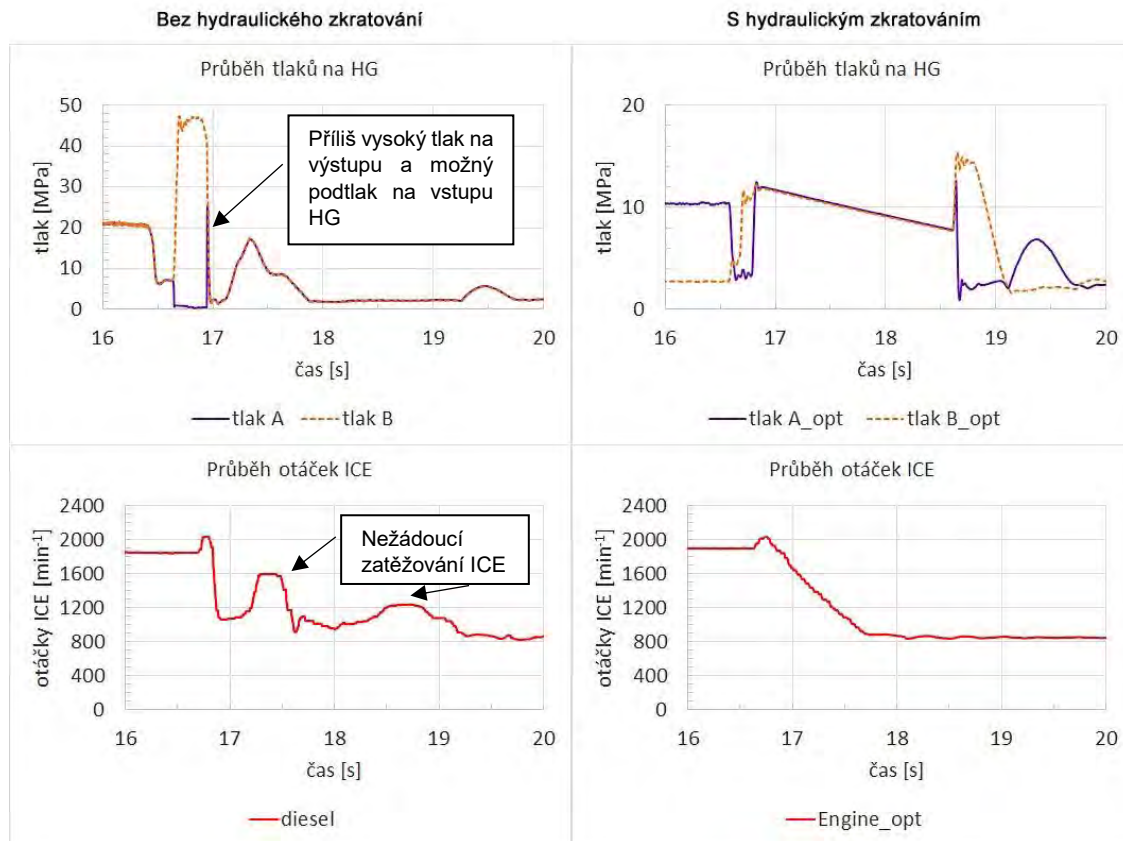 Bez hydraulického zkratování
S hydraulickým zkratováním
Průběh tlaků na HG
tlak [MPa]
50
40
30
20
10
0
Příliš vysoký tlak na
výstupu a možný
podtlak na vstupu
HG
16 17 18 19 20
čas [s]
tlak A tlak B
Průběh tlaků na HG
tlak [MPa]
20
10
0
16 17 18 19 20
čas [s]
tlak A_opt tlak B_opt
Průběh otáček ICE
otáčky ICE [min⁻¹]
2400
2000
1600
1200
800
400
0
Nežádoucí
zatěžování ICE
16 17 18 19 20
čas [s]
diesel
Průběh otáček ICE
otáčky ICE [min⁻¹]
2400
2000
1600
1200
800
400
0
16 17 18 19 20
čas [s]
Engine_opt